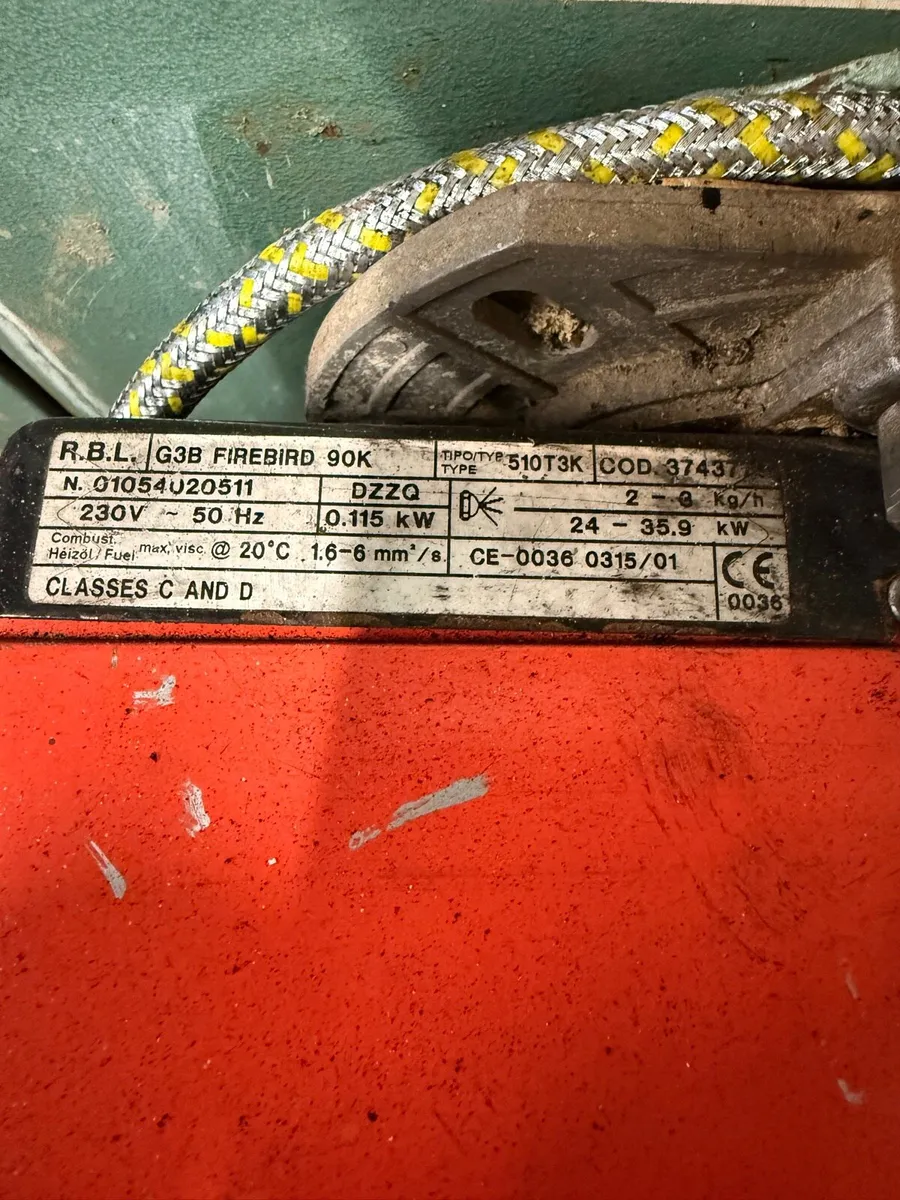 R.B.L. G3B FIREBIRD 90K TIPO/TYP TYPE 510T3K COD. 37437
N. 01054020511 DZZQ 2 - 3 kg/h
230V ~ 50 Hz 0.115 kW 24 - 35.9 kW
Combust. Heizöl/Fuel max. visc. @ 20°C 1.6-6 mm²/s. CE-0036 0315/01 CE
CLASSES C AND D = 0036